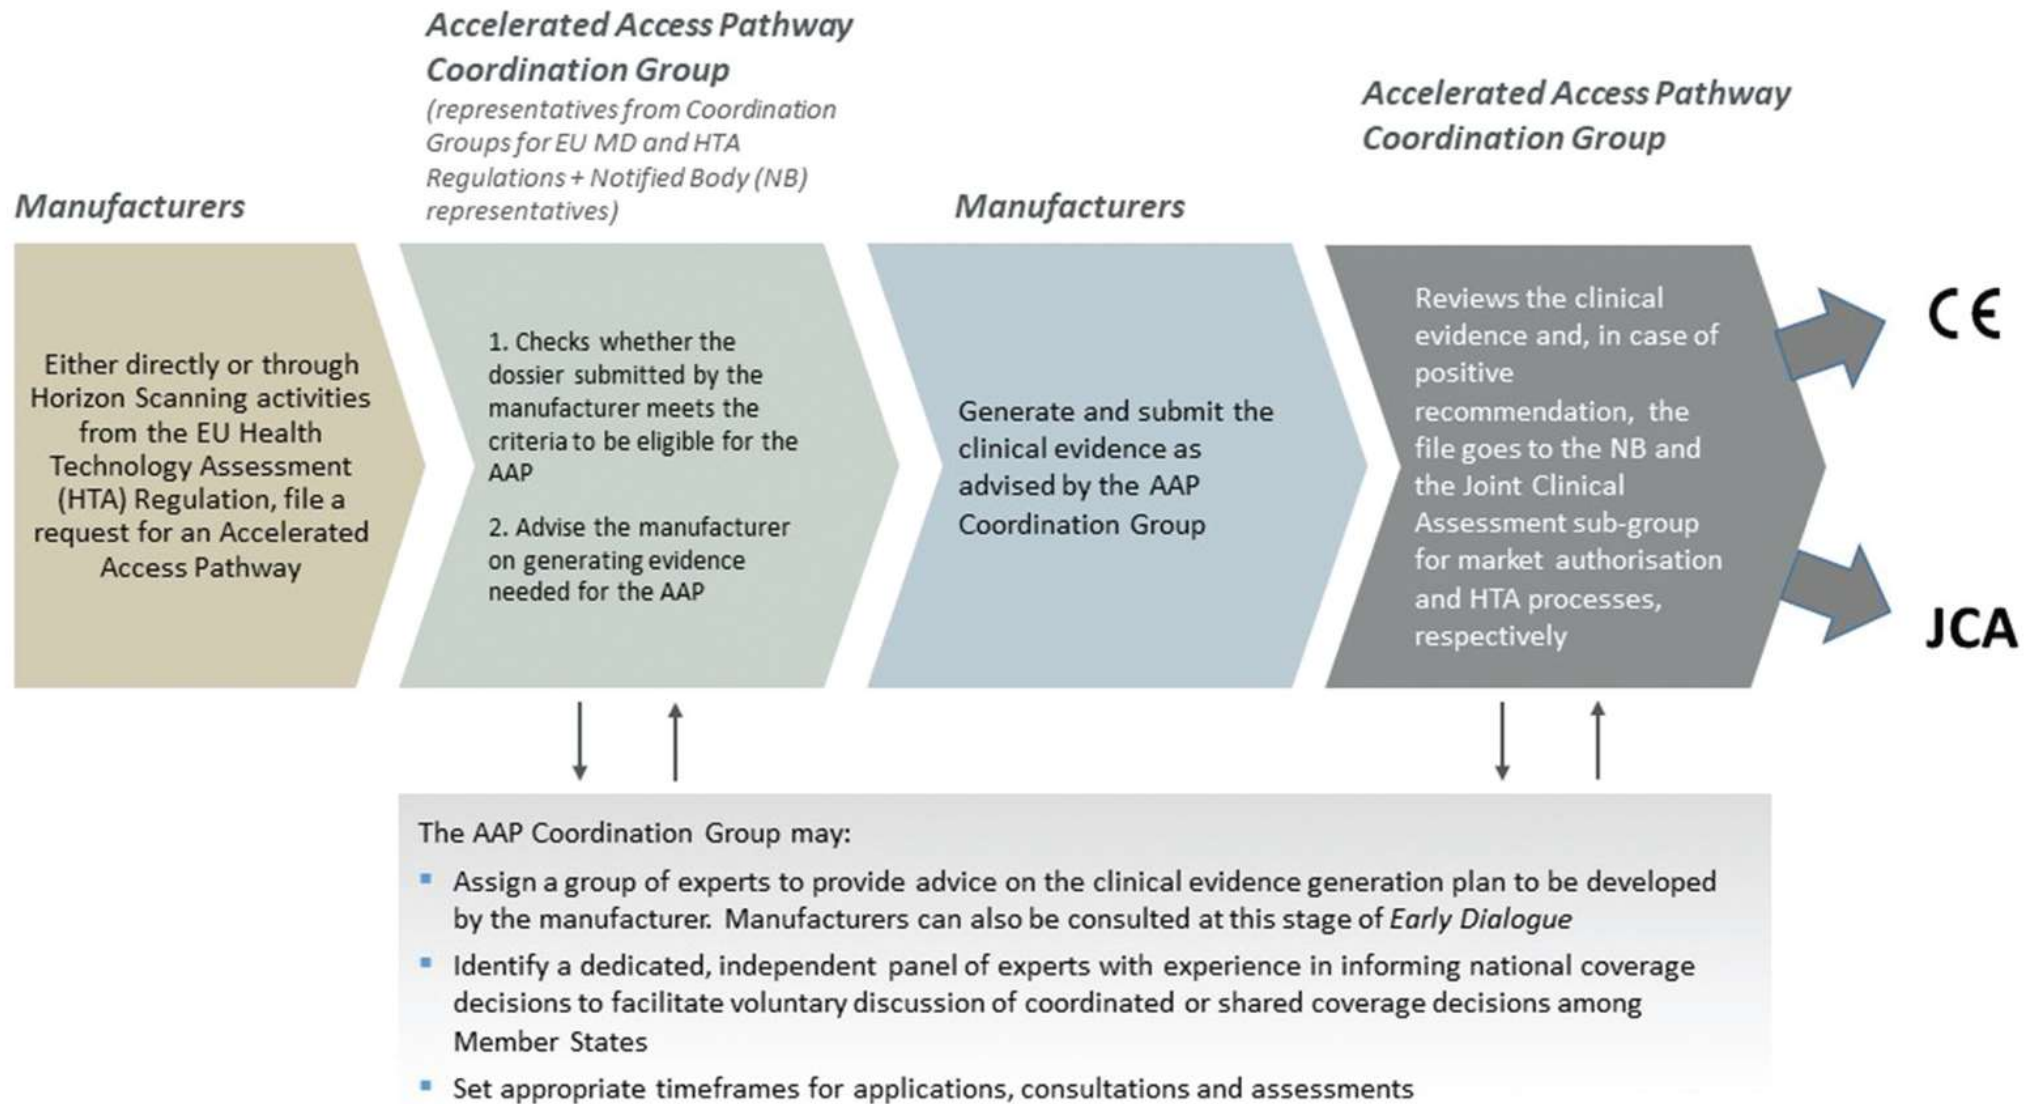 Manufacturers
Either directly or through
Horizon Scanning activities
from the EU Health
Technology Assessment
(HTA) Regulation, file a
request for an Accelerated
Access Pathway
Accelerated Access Pathway
Coordination Group
(representatives from Coordination
Groups for EU MD and HTA
Regulations + Notified Body (NB)
representatives)
1. Checks whether the
dossier submitted by the
manufacturer meets the
criteria to be eligible for the
AAP
2. Advise the manufacturer
on generating evidence
needed for the AAP
Manufacturers
Generate and submit the
clinical evidence as
advised by the AAP
Coordination Group
Accelerated Access Pathway
Coordination Group
Reviews the clinical
evidence and, in case of
positive
recommendation, the
file goes to the NB and
the Joint Clinical
Assessment sub-group
for market authorisation
and HTA processes,
respectively
CE
JCA
The AAP Coordination Group may:
▪ Assign a group of experts to provide advice on the clinical evidence generation plan to be developed
by the manufacturer. Manufacturers can also be consulted at this stage of Early Dialogue
▪ Identify a dedicated, independent panel of experts with experience in informing national coverage
decisions to facilitate voluntary discussion of coordinated or shared coverage decisions among
Member States
▪ Set appropriate timeframes for applications, consultations and assessments